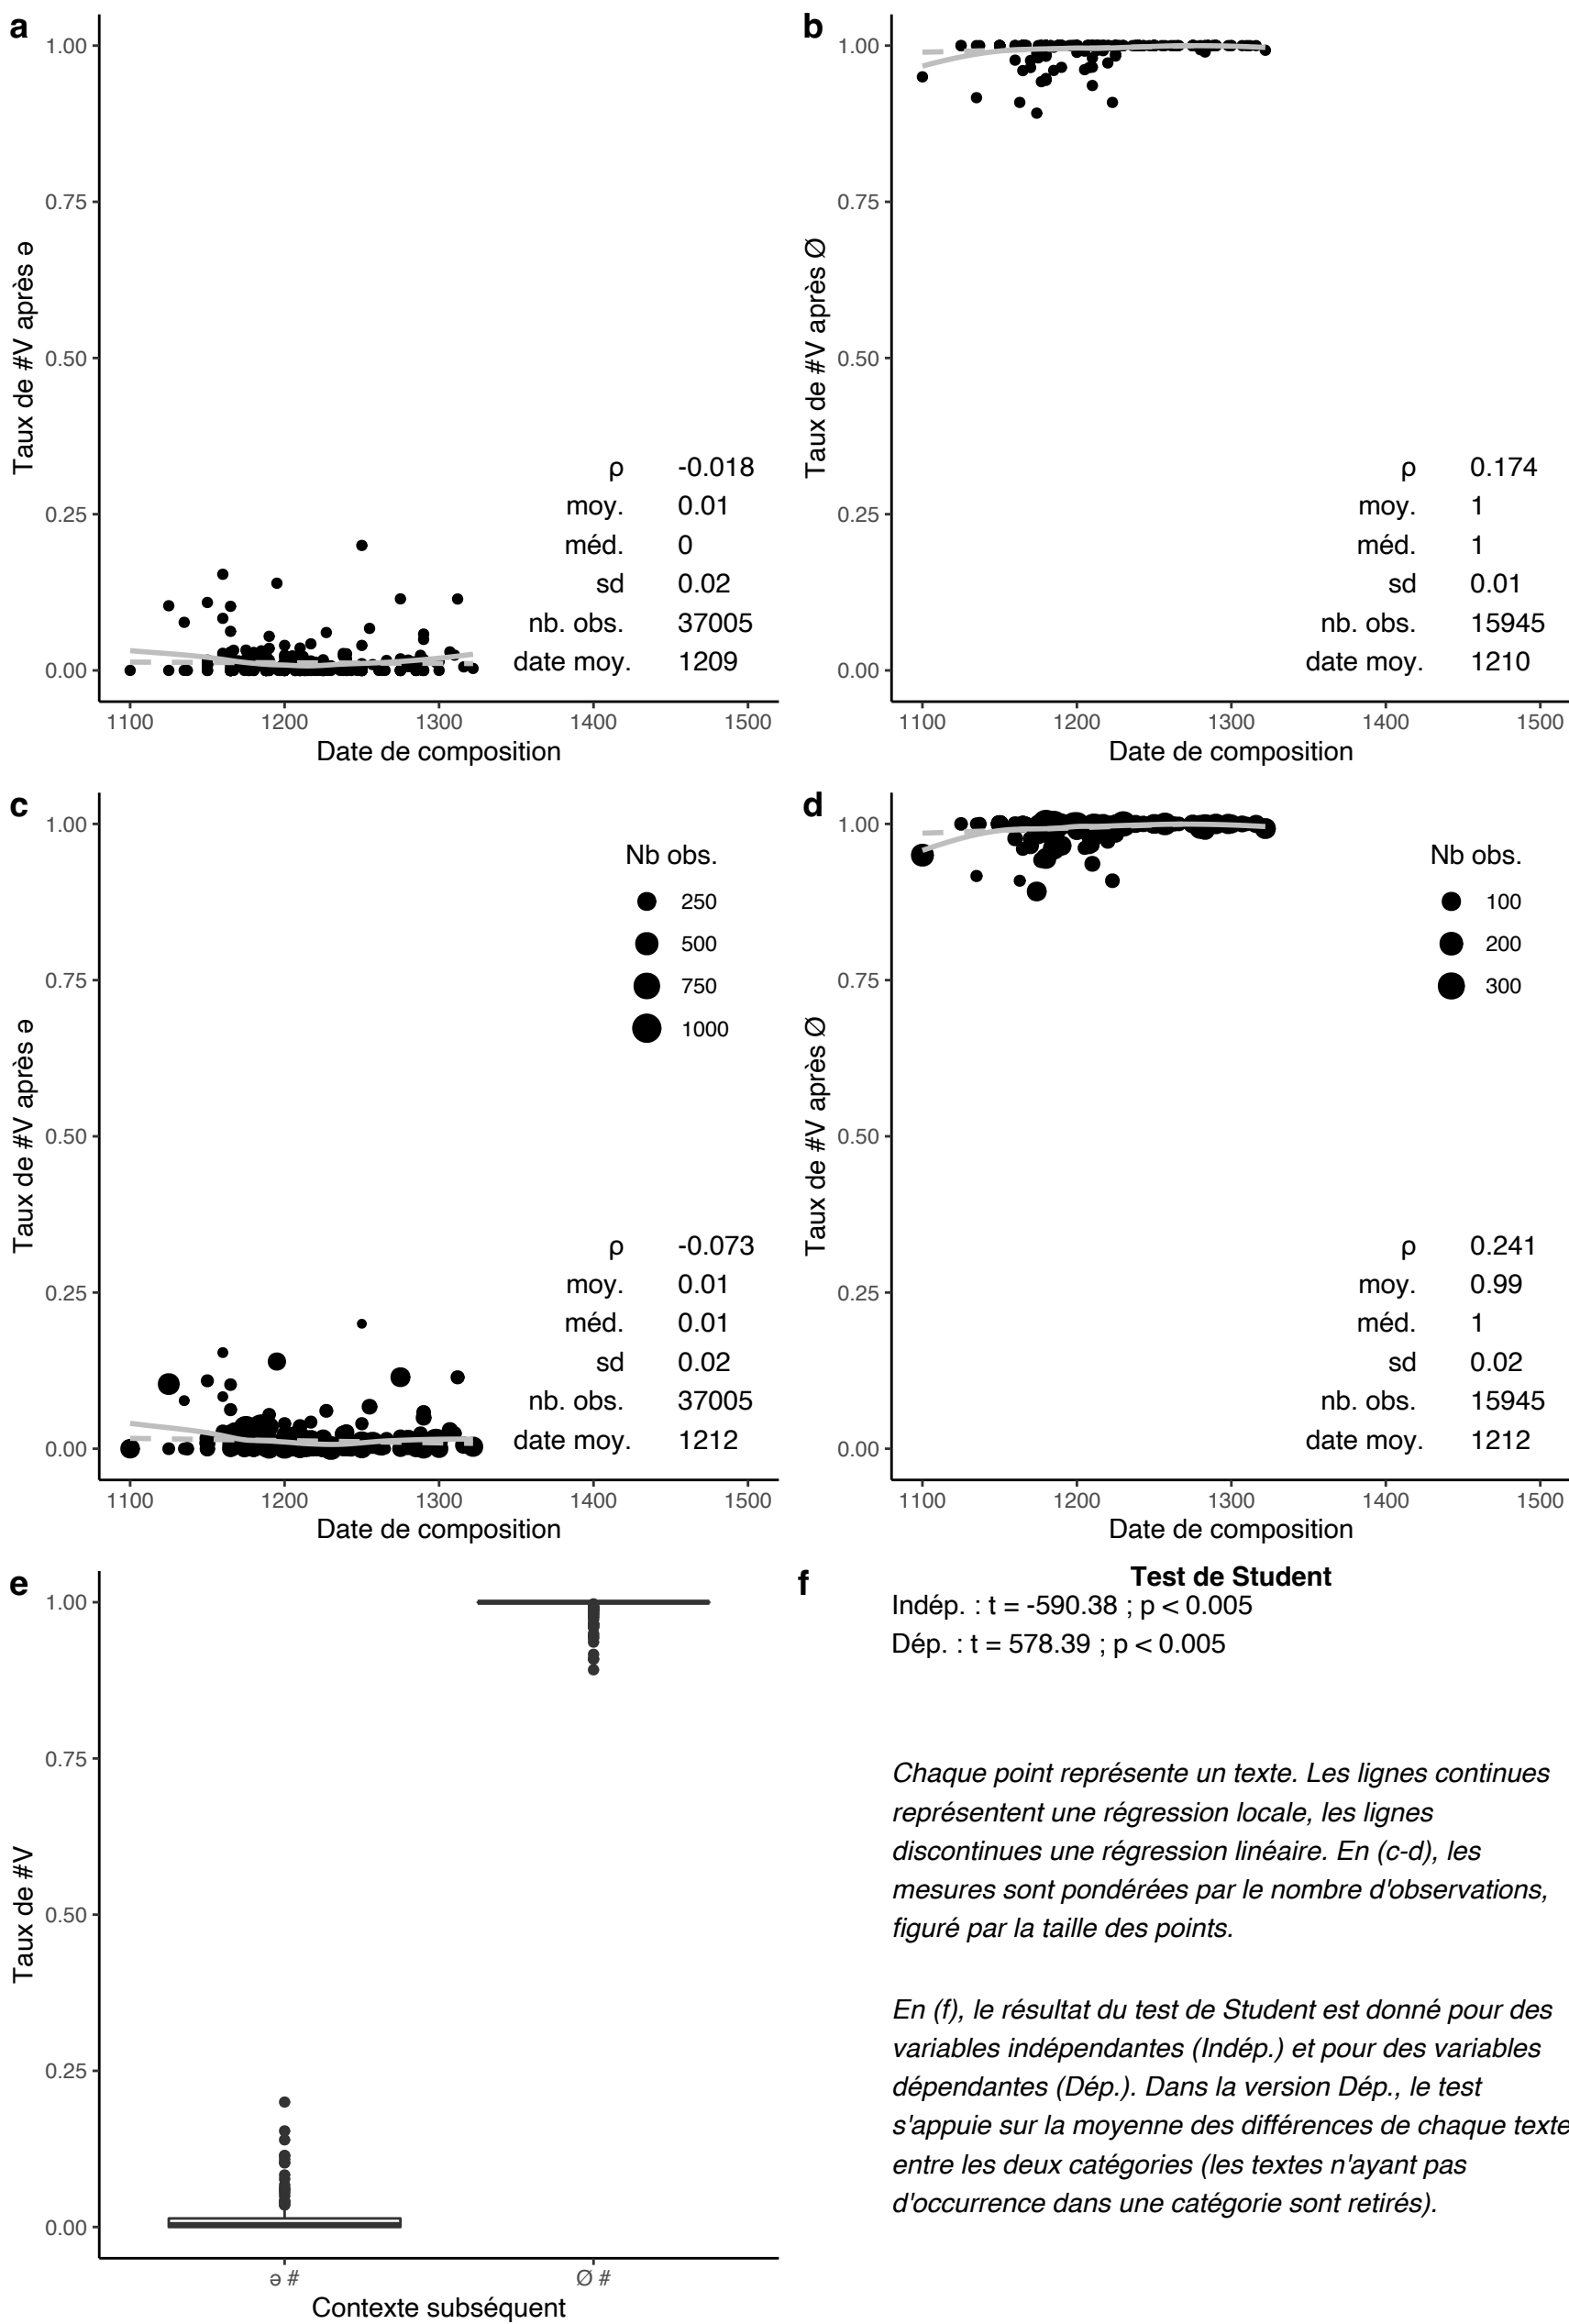 a
1.00
0.75
0.50
0.25
0.00
Taux de #V après ə
ρ -0.018
moy. 0.01
méd. 0
sd 0.02
nb. obs. 37005
date moy. 1209
1100 1200 1300 1400 1500
Date de composition
b
1.00
0.75
0.50
0.25
0.00
Taux de #V après Ø
ρ 0.174
moy. 1
méd. 1
sd 0.01
nb. obs. 15945
date moy. 1210
1100 1200 1300 1400 1500
Date de composition
c
1.00
0.75
0.50
0.25
0.00
Taux de #V après ə
Nb obs.
250
500
750
1000
ρ -0.073
moy. 0.01
méd. 0.01
sd 0.02
nb. obs. 37005
date moy. 1212
1100 1200 1300 1400 1500
Date de composition
d
1.00
0.75
0.50
0.25
0.00
Taux de #V après Ø
Nb obs.
100
200
300
ρ 0.241
moy. 0.99
méd. 1
sd 0.02
nb. obs. 15945
date moy. 1212
1100 1200 1300 1400 1500
Date de composition
e
1.00
0.75
0.50
0.25
0.00
Taux de #V
ə # Ø #
Contexte subséquent
f
Test de Student
Indép. : t = -590.38 ; p < 0.005
Dép. : t = 578.39 ; p < 0.005
Chaque point représente un texte. Les lignes continues
représentent une régression locale, les lignes
discontinues une régression linéaire. En (c-d), les
mesures sont pondérées par le nombre d'observations,
figuré par la taille des points.
En (f), le résultat du test de Student est donné pour des
variables indépendantes (Indép.) et pour des variables
dépendantes (Dép.). Dans la version Dép., le test
s'appuie sur la moyenne des différences de chaque texte
entre les deux catégories (les textes n'ayant pas
d'occurrence dans une catégorie sont retirés).